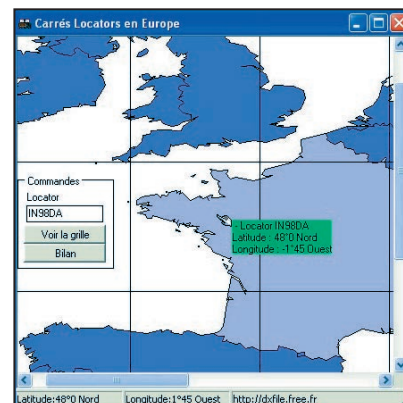 Carrés Locators en Europe
Commandes
Locator
IN98DA
Voir la grille
Bilan
- Locator IN98DA
Latitude : 48°0 Nord
Longitude : -1°45 Ouest
Latitude:48°0 Nord Longitude:1°45 Ouest http://dxfile.free.fr